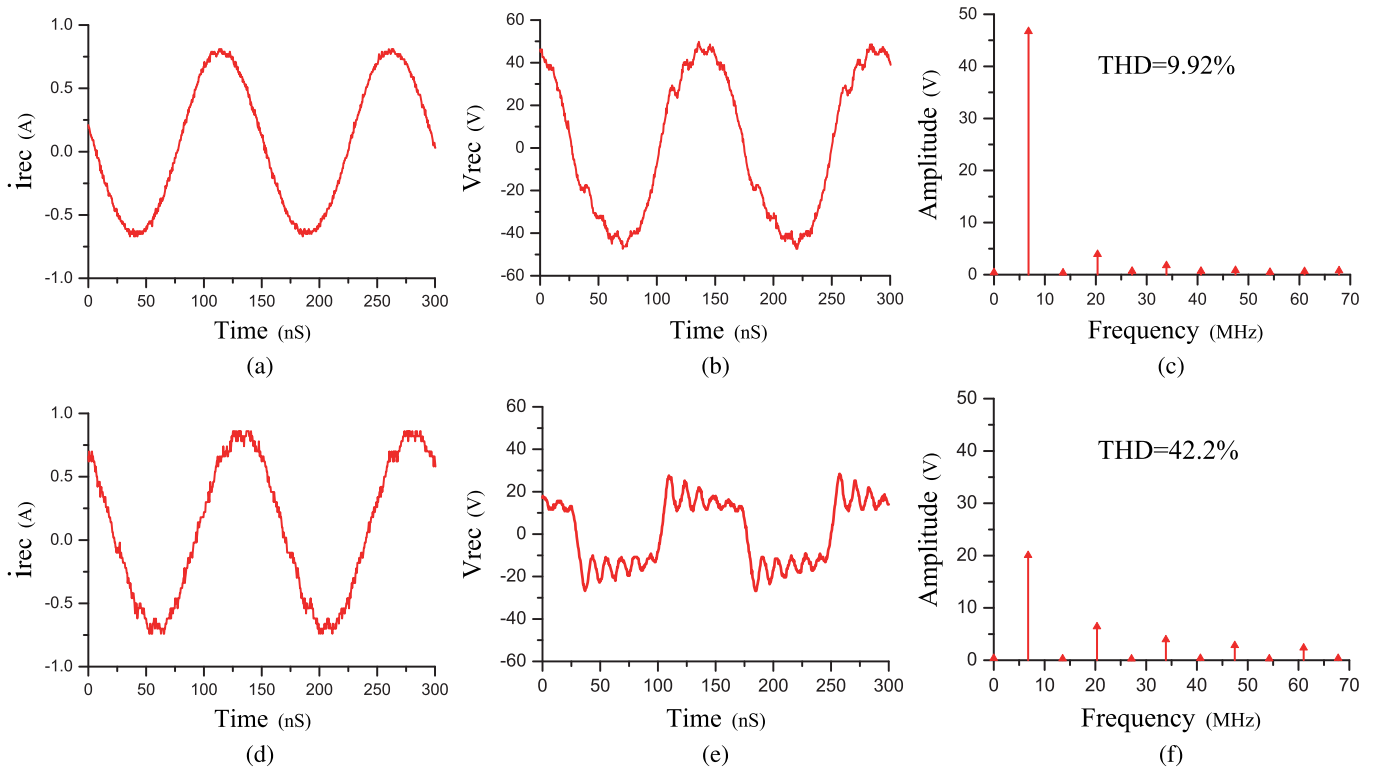 1.0
0.5
0.0
-0.5
-1.0
irec (A)
0 50 100 150 200 250 300
Time (nS)
(a)
60
40
20
0
-20
-40
-60
Vrec (V)
0 50 100 150 200 250 300
Time (nS)
(b)
50
40
30
20
10
0
Amplitude (V)
THD=9.92%
0 10 20 30 40 50 60 70
Frequency (MHz)
(c)
1.0
0.5
0.0
-0.5
-1.0
irec (A)
0 50 100 150 200 250 300
Time (nS)
(d)
60
40
20
0
-20
-40
-60
Vrec (V)
0 50 100 150 200 250 300
Time (nS)
(e)
50
40
30
20
10
0
Amplitude (V)
THD=42.2%
0 10 20 30 40 50 60 70
Frequency (MHz)
(f)